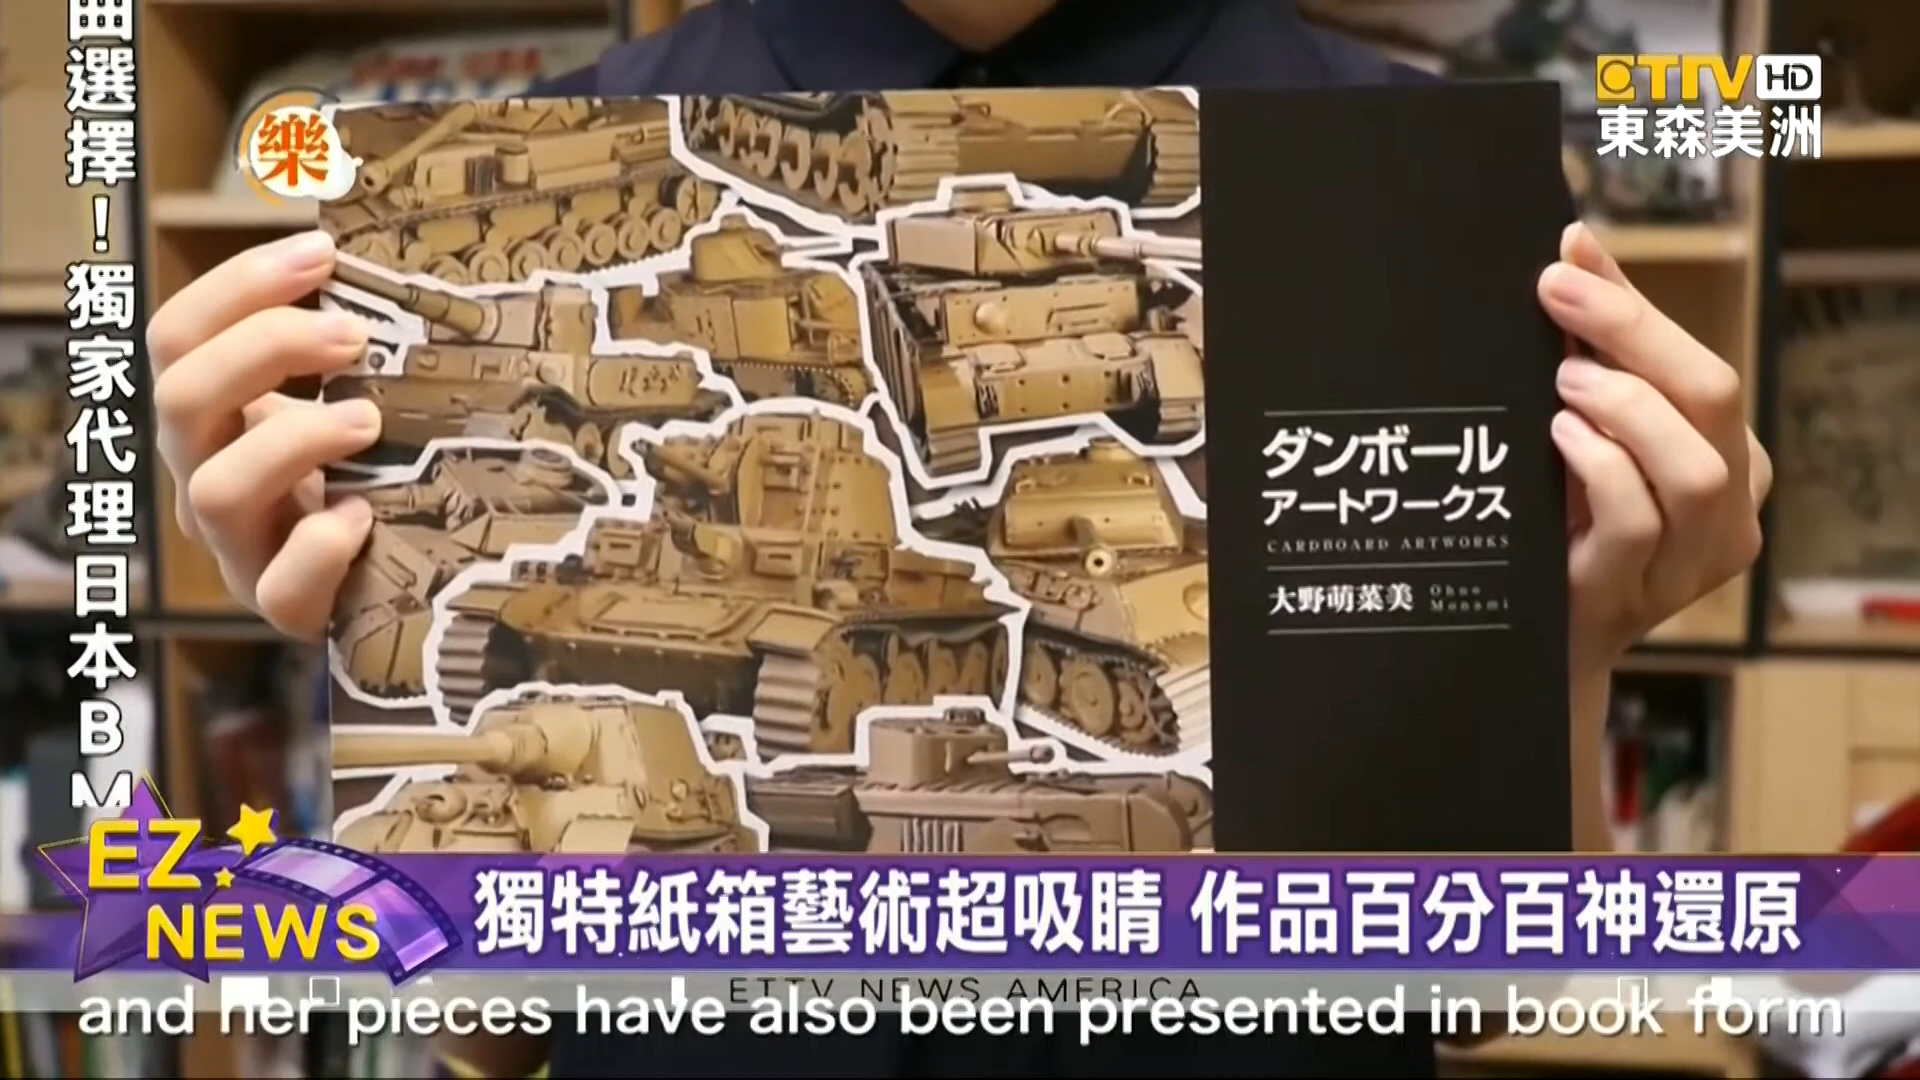 曲選擇！獨家代理日本BM
樂
ETTV HD
東森美洲
ダンボール
アートワークス
CARDBOARD ARTWORKS
大野萌菜美 Ohno Monami
EZ
NEWS
獨特紙箱藝術超吸睛 作品百分百神還原
ETTV NEWS AMERICA
and her pieces have also been presented in book form